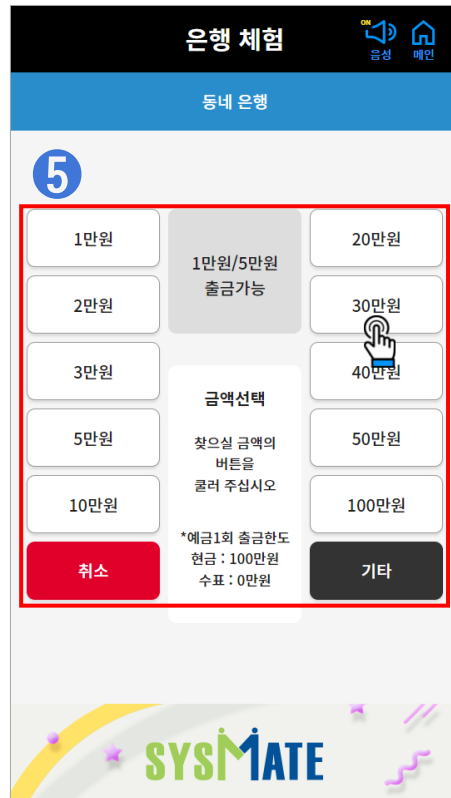 은행 체험
ON
음성
메인
동네 은행
5
1만원
2만원
3만원
5만원
10만원
취소
1만원/5만원
출금가능
금액선택
찾으실 금액의
버튼을
쿨러 주십시오
*예금1회 출금한도
현금 : 100만원
수표 : 0만원
20만원
30만원
40만원
50만원
100만원
기타
SYSMATE